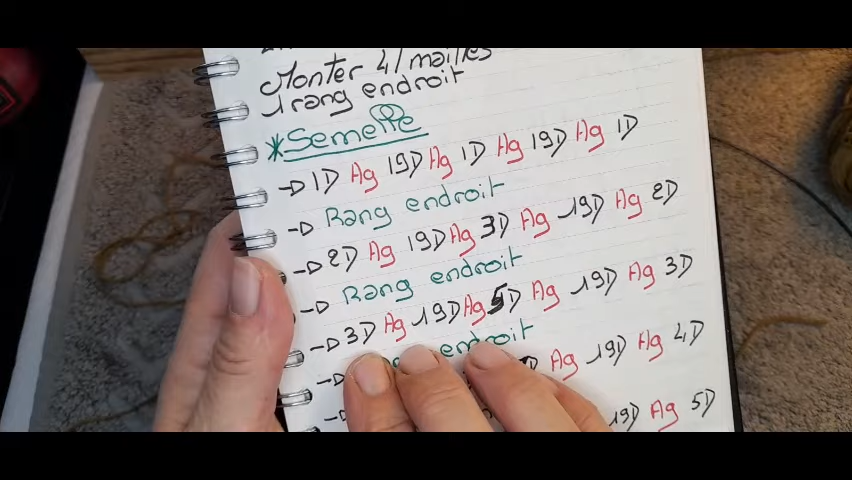 Monter 41 mailles
1 rang endroit
*Semelle
→ 1D Ag 19D Ag 1D Ag 19D Ag 1D
→ Rang endroit
→ 2D Ag 19D Ag 3D Ag 19D Ag 2D
→ Rang endroit
→ 3D Ag 19D Ag 5D Ag 19D Ag 3D
→ endroit
→ D Ag 19D Ag 4D
→ 19D Ag 5D